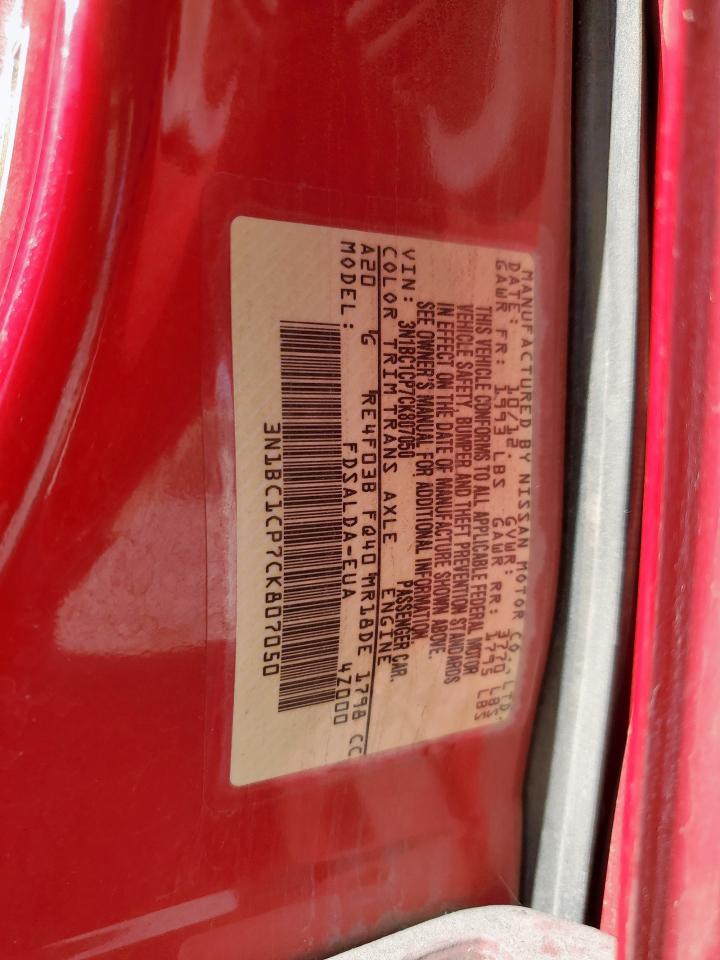 MANUFACTURED BY NISSAN MOTOR CO., LTD.
DATE: 10/12. GVWR: 3770 LBS
GAWR FR: 1993 LBS GAWR RR: 1795 LBS
THIS VEHICLE CONFORMS TO ALL APPLICABLE FEDERAL MOTOR
VEHICLE SAFETY, BUMPER AND THEFT PREVENTION STANDARDS
IN EFFECT ON THE DATE OF MANUFACTURE SHOWN ABOVE.
SEE OWNER'S MANUAL FOR ADDITIONAL INFORMATION.
VIN: 3N1BC1CP7CK807050 PASSENGER CAR.
COLOR TRIM TRANS AXLE ENGINE
A20 G RE4F03B FQ40 MR18DE 1798 CC
MODEL: FDSALDA-EUA 4Z000
3N1BC1CP7CK807050